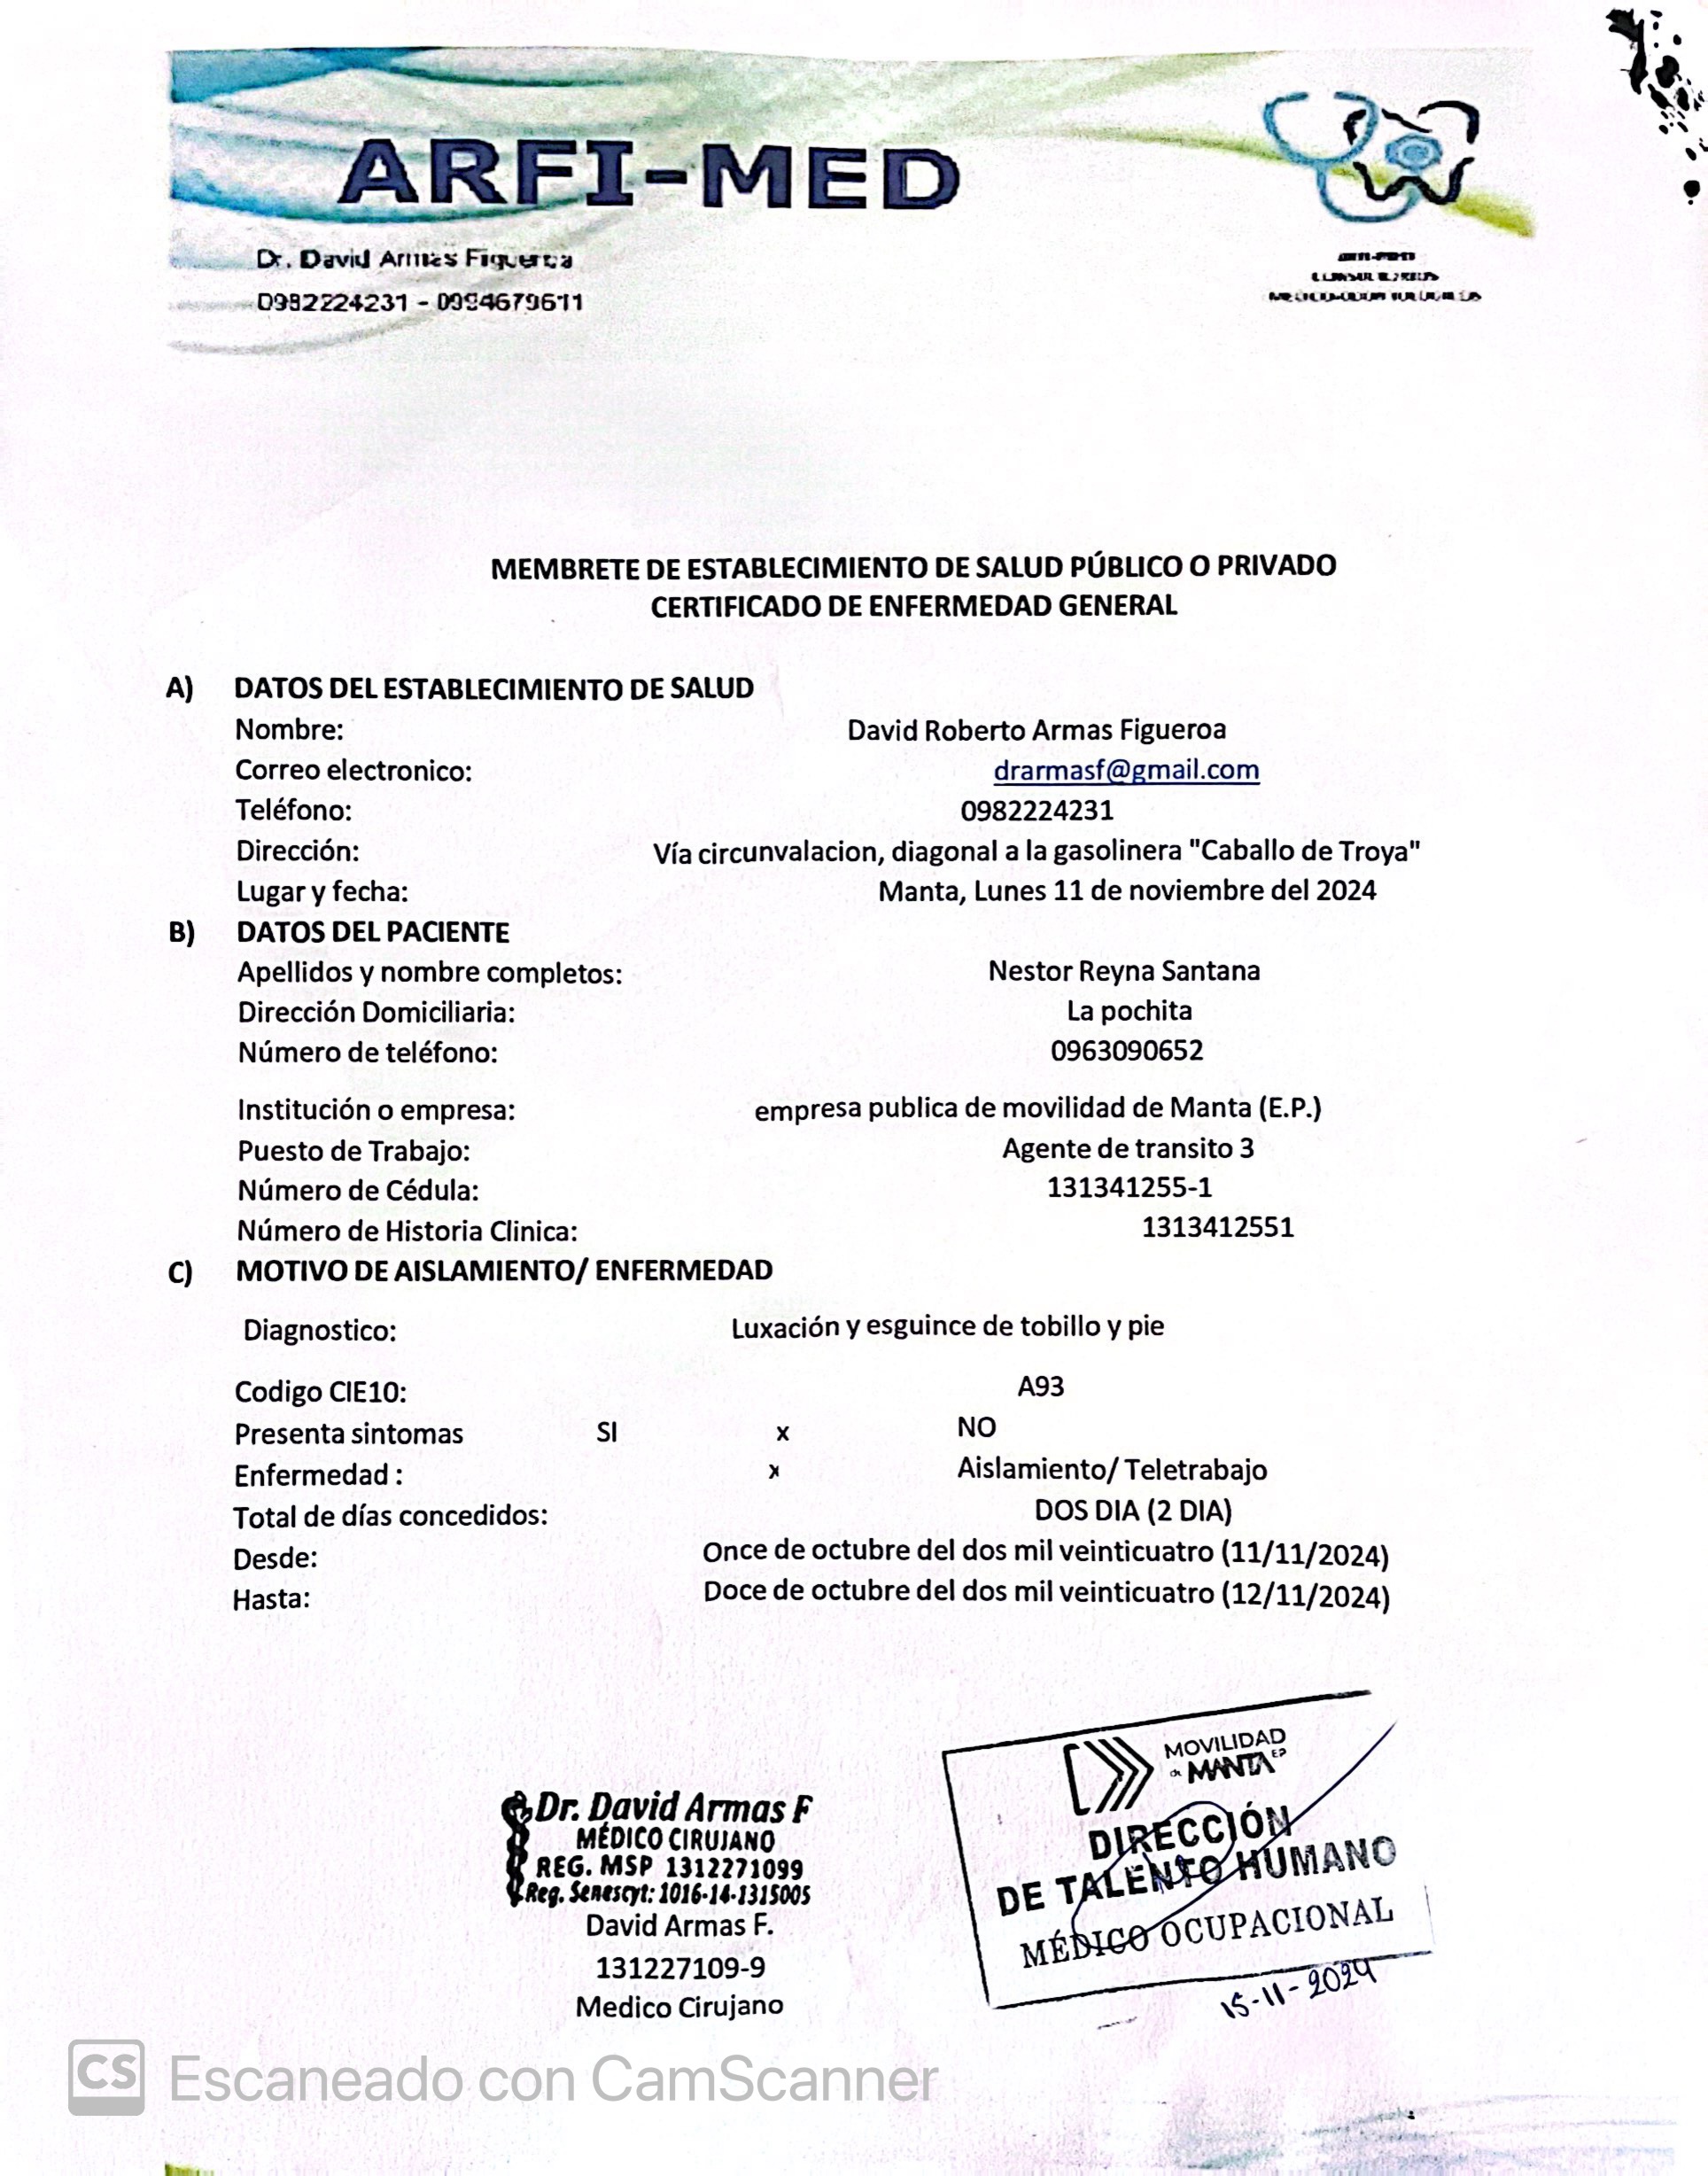 ARFI-MED
Dr. David Armas Figueroa
0982224231 - 0994679611
MEMBRETE DE ESTABLECIMIENTO DE SALUD PÚBLICO O PRIVADO
CERTIFICADO DE ENFERMEDAD GENERAL
A) DATOS DEL ESTABLECIMIENTO DE SALUD
Nombre: David Roberto Armas Figueroa
Correo electronico: drarmasf@gmail.com
Teléfono: 0982224231
Dirección: Vía circunvalacion, diagonal a la gasolinera "Caballo de Troya"
Lugar y fecha: Manta, Lunes 11 de noviembre del 2024
B) DATOS DEL PACIENTE
Apellidos y nombre completos: Nestor Reyna Santana
Dirección Domiciliaria: La pochita
Número de teléfono: 0963090652
Institución o empresa: empresa publica de movilidad de Manta (E.P.)
Puesto de Trabajo: Agente de transito 3
Número de Cédula: 131341255-1
Número de Historia Clinica: 1313412551
C) MOTIVO DE AISLAMIENTO/ ENFERMEDAD
Diagnostico: Luxación y esguince de tobillo y pie
Codigo CIE10: A93
Presenta sintomas SI x NO
Enfermedad : x Aislamiento/ Teletrabajo
Total de días concedidos: DOS DIA (2 DIA)
Desde: Once de octubre del dos mil veinticuatro (11/11/2024)
Hasta: Doce de octubre del dos mil veinticuatro (12/11/2024)
Dr. David Armas F
MÉDICO CIRUJANO
REG. MSP 1312271099
Reg. Senescyt: 1016-14-1315005
David Armas F.
131227109-9
Medico Cirujano
MOVILIDAD
de MANTA EP
DIRECCIÓN
DE TALENTO HUMANO
MÉDICO OCUPACIONAL
15-11-2024
CS Escaneado con CamScanner